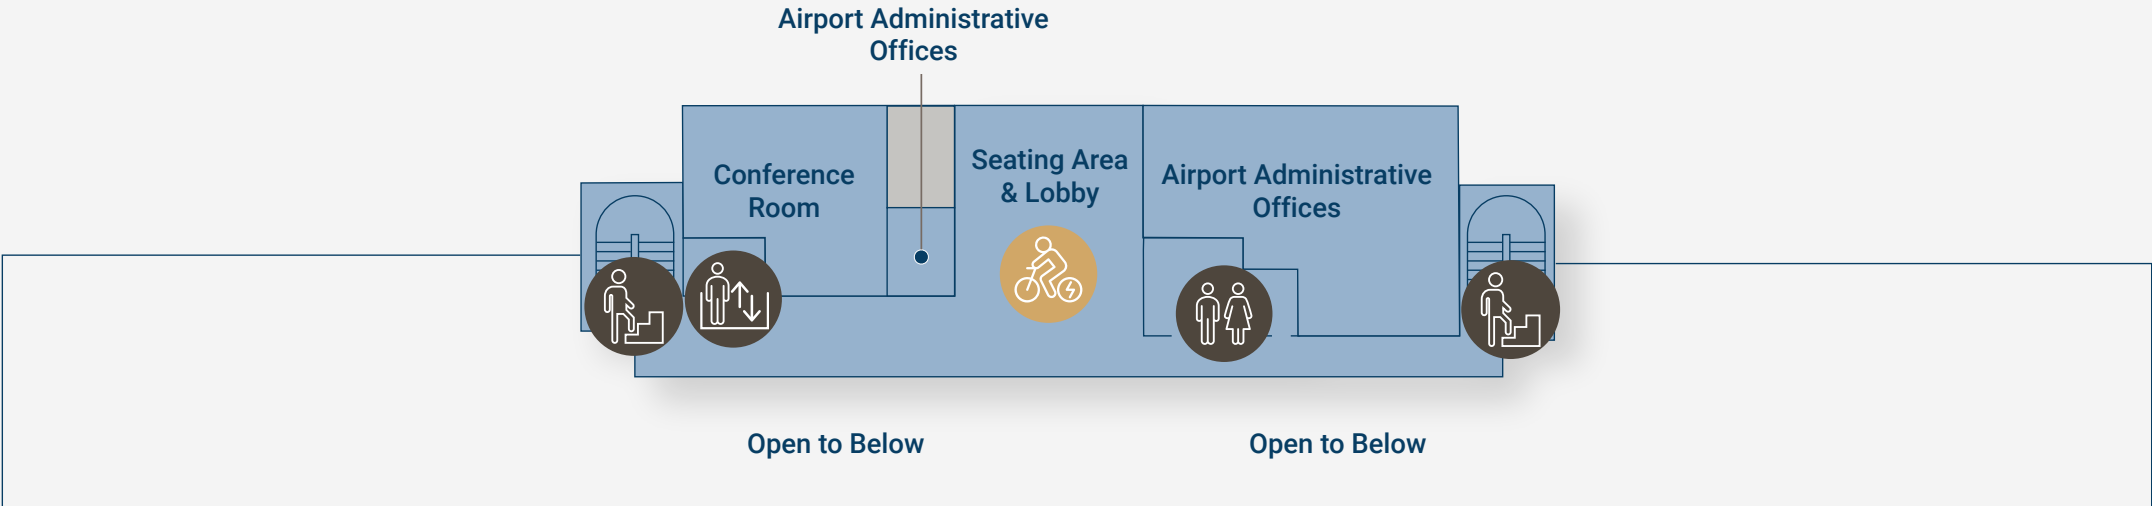 Airport Administrative
Offices
Conference
Room
Seating Area
& Lobby
Airport Administrative
Offices
Open to Below
Open to Below